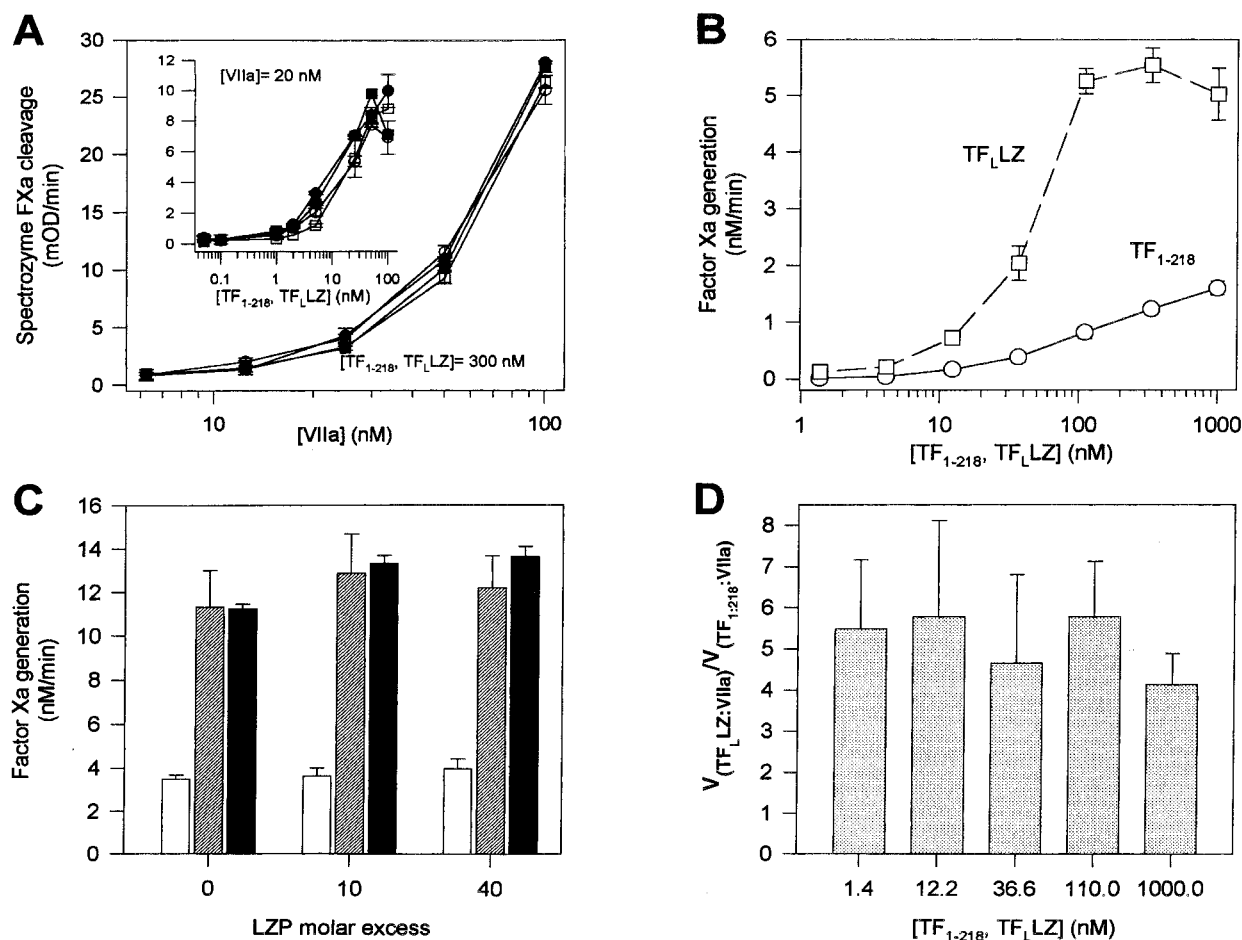 A
Spectrozyme FXa cleavage
(mOD/min)
30
25
20
15
10
5
0
[VIIa]= 20 nM
12
10
8
6
4
2
0
0.1 1 10 100
[TF1-218, TFLLZ] (nM)
[TF1-218, TFLLZ]= 300 nM
10 100
[VIIa] (nM)
B
Factor Xa generation
(nM/min)
6
5
4
3
2
1
0
TFLLZ
TF1-218
1 10 100 1000
[TF1-218, TFLLZ] (nM)
C
Factor Xa generation
(nM/min)
16
14
12
10
8
6
4
2
0
0 10 40
LZP molar excess
D
V(TFLLZ:VIIa)/V(TF1:218:VIIa)
8
7
6
5
4
3
2
1
0
1.4 12.2 36.6 110.0 1000.0
[TF1-218, TFLLZ] (nM)